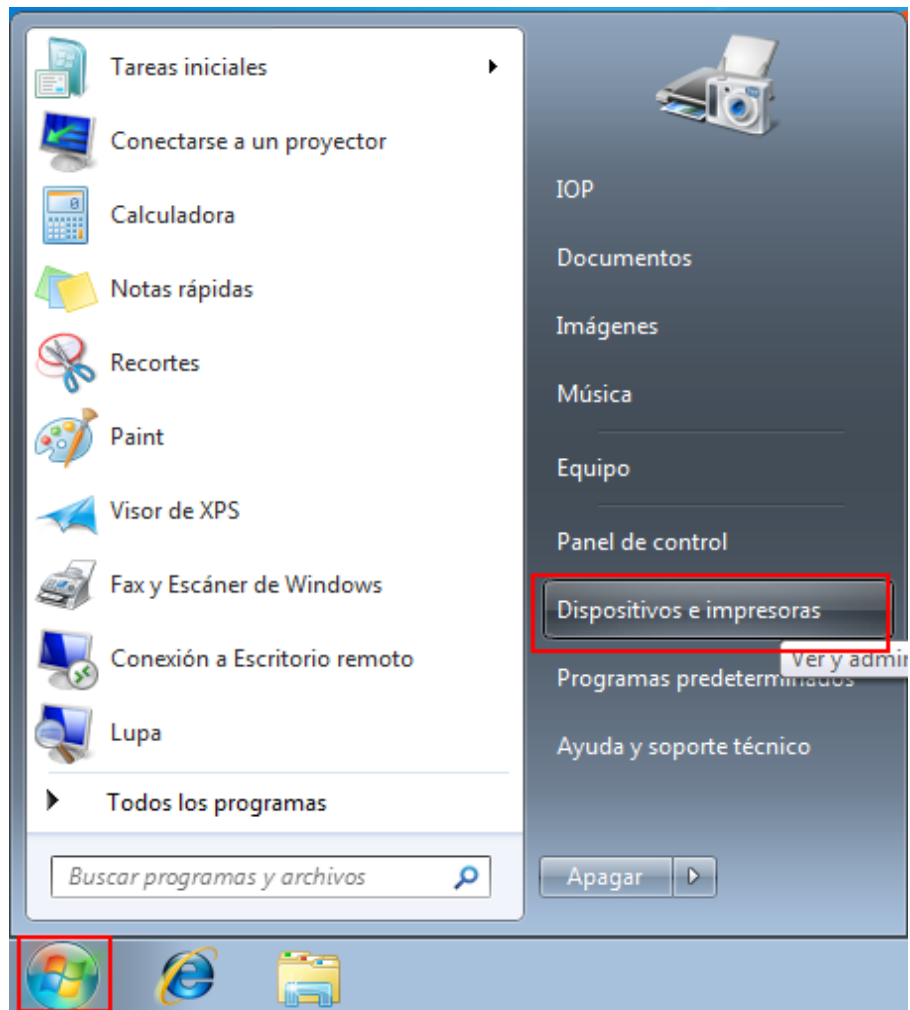 Tareas iniciales
Conectarse a un proyector
Calculadora
Notas rápidas
Recortes
Paint
Visor de XPS
Fax y Escáner de Windows
Conexión a Escritorio remoto
Lupa
Todos los programas
Buscar programas y archivos
IOP
Documentos
Imágenes
Música
Equipo
Panel de control
Dispositivos e impresoras
Ver y admin
Programas predeterminados
Ayuda y soporte técnico
Apagar